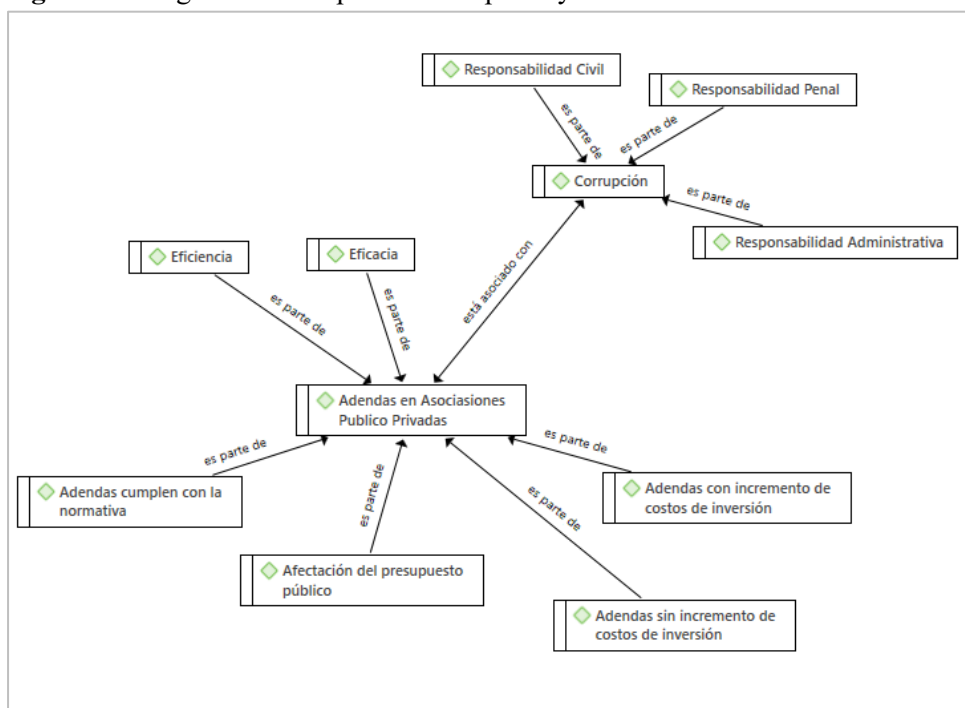 Responsabilidad Civil
Responsabilidad Penal
es parte de
es parte de
Corrupción
es parte de
Responsabilidad Administrativa
Eficiencia
Eficacia
está asociado con
es parte de
es parte de
Adendas en Asociasiones
Publico Privadas
es parte de
es parte de
Adendas cumplen con la
normativa
Adendas con incremento de
costos de inversión
es parte de
es parte de
Afectación del presupuesto
público
Adendas sin incremento de
costos de inversión